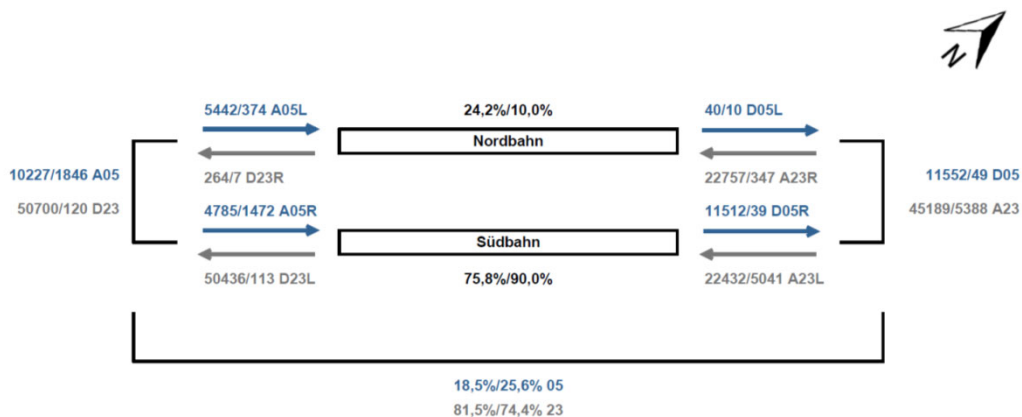 N
5442/374 A05L
24,2%/10,0%
40/10 D05L
Nordbahn
10227/1846 A05
11552/49 D05
264/7 D23R
22757/347 A23R
50700/120 D23
45189/5388 A23
4785/1472 A05R
11512/39 D05R
Südbahn
50436/113 D23L
75,8%/90,0%
22432/5041 A23L
18,5%/25,6% 05
81,5%/74,4% 23